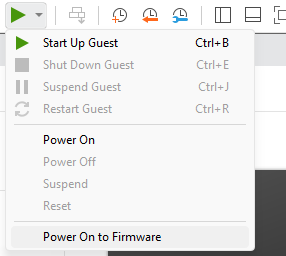 Start Up Guest Ctrl+B
Shut Down Guest Ctrl+E
Suspend Guest Ctrl+J
Restart Guest Ctrl+R
Power On
Power Off
Suspend
Reset
Power On to Firmware